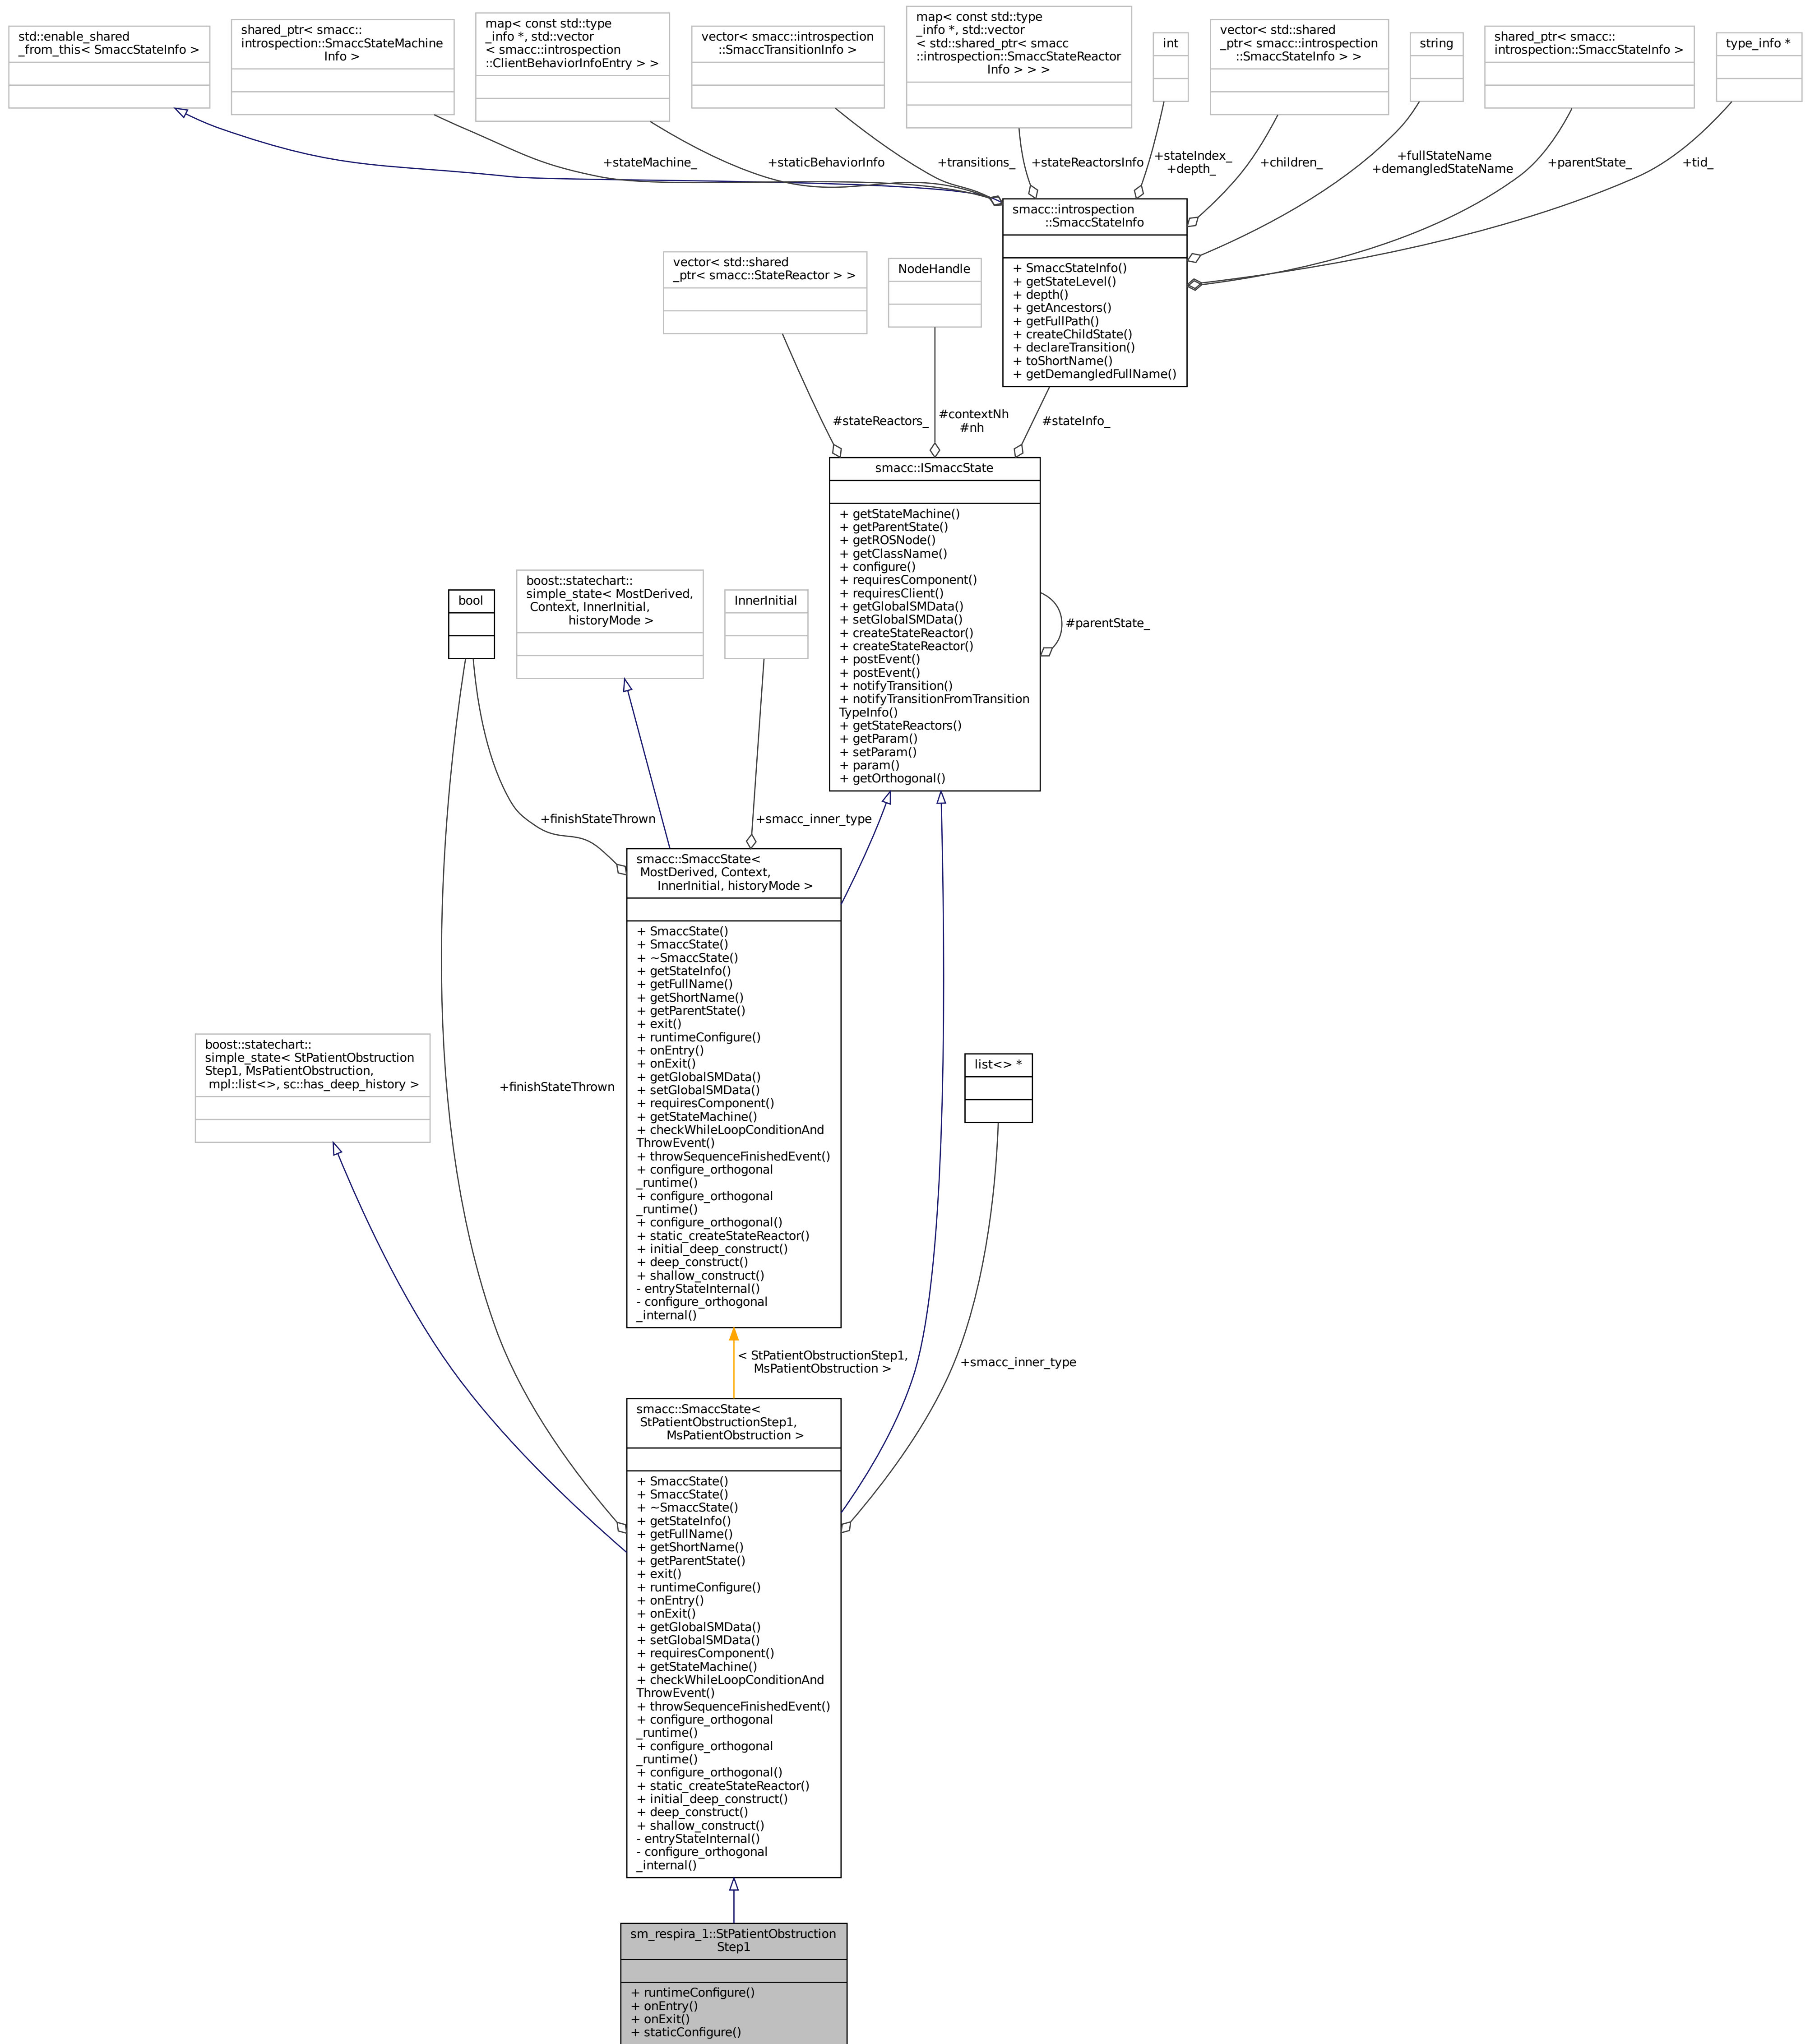 std::enable_shared
_from_this< SmaccStateInfo >
shared_ptr< smacc::
introspection::SmaccStateMachine
Info >
map< const std::type
_info *, std::vector
< smacc::introspection
::ClientBehaviorInfoEntry > >
vector< smacc::introspection
::SmaccTransitionInfo >
map< const std::type
_info *, std::vector
< std::shared_ptr< smacc
::introspection::SmaccStateReactor
Info > > >
int
vector< std::shared
_ptr< smacc::introspection
::SmaccStateInfo > >
string
shared_ptr< smacc::
introspection::SmaccStateInfo >
type_info *
+stateMachine_
+staticBehaviorInfo
+transitions_
+stateReactorsInfo
+stateIndex_
+depth_
+children_
+fullStateName
+demangledStateName
+parentState_
+tid_
smacc::introspection
::SmaccStateInfo
+ SmaccStateInfo()
+ getStateLevel()
+ depth()
+ getAncestors()
+ getFullPath()
+ createChildState()
+ declareTransition()
+ toShortName()
+ getDemangledFullName()
vector< std::shared
_ptr< smacc::StateReactor > >
NodeHandle
#stateReactors_
#contextNh
#nh
#stateInfo_
smacc::ISmaccState
+ getStateMachine()
+ getParentState()
+ getROSNode()
+ getClassName()
+ configure()
+ requiresComponent()
+ requiresClient()
+ getGlobalSMData()
+ setGlobalSMData()
+ createStateReactor()
+ createStateReactor()
+ postEvent()
+ postEvent()
+ notifyTransition()
+ notifyTransitionFromTransition
TypeInfo()
+ getStateReactors()
+ getParam()
+ setParam()
+ param()
+ getOrthogonal()
#parentState_
bool
boost::statechart::
simple_state< MostDerived,
Context, InnerInitial,
historyMode >
InnerInitial
+finishStateThrown
+smacc_inner_type
smacc::SmaccState<
MostDerived, Context,
InnerInitial, historyMode >
+ SmaccState()
+ SmaccState()
+ ~SmaccState()
+ getStateInfo()
+ getFullName()
+ getShortName()
+ getParentState()
+ exit()
+ runtimeConfigure()
+ onEntry()
+ onExit()
+ getGlobalSMData()
+ setGlobalSMData()
+ requiresComponent()
+ getStateMachine()
+ checkWhileLoopConditionAnd
ThrowEvent()
+ throwSequenceFinishedEvent()
+ configure_orthogonal
_runtime()
+ configure_orthogonal
_runtime()
+ configure_orthogonal()
+ static_createStateReactor()
+ initial_deep_construct()
+ deep_construct()
+ shallow_construct()
- entryStateInternal()
- configure_orthogonal
_internal()
boost::statechart::
simple_state< StPatientObstruction
Step1, MsPatientObstruction,
mpl::list<>, sc::has_deep_history >
+finishStateThrown
list<> *
< StPatientObstructionStep1,
MsPatientObstruction >
+smacc_inner_type
smacc::SmaccState<
StPatientObstructionStep1,
MsPatientObstruction >
+ SmaccState()
+ SmaccState()
+ ~SmaccState()
+ getStateInfo()
+ getFullName()
+ getShortName()
+ getParentState()
+ exit()
+ runtimeConfigure()
+ onEntry()
+ onExit()
+ getGlobalSMData()
+ setGlobalSMData()
+ requiresComponent()
+ getStateMachine()
+ checkWhileLoopConditionAnd
ThrowEvent()
+ throwSequenceFinishedEvent()
+ configure_orthogonal
_runtime()
+ configure_orthogonal
_runtime()
+ configure_orthogonal()
+ static_createStateReactor()
+ initial_deep_construct()
+ deep_construct()
+ shallow_construct()
- entryStateInternal()
- configure_orthogonal
_internal()
sm_respira_1::StPatientObstruction
Step1
+ runtimeConfigure()
+ onEntry()
+ onExit()
+ staticConfigure()